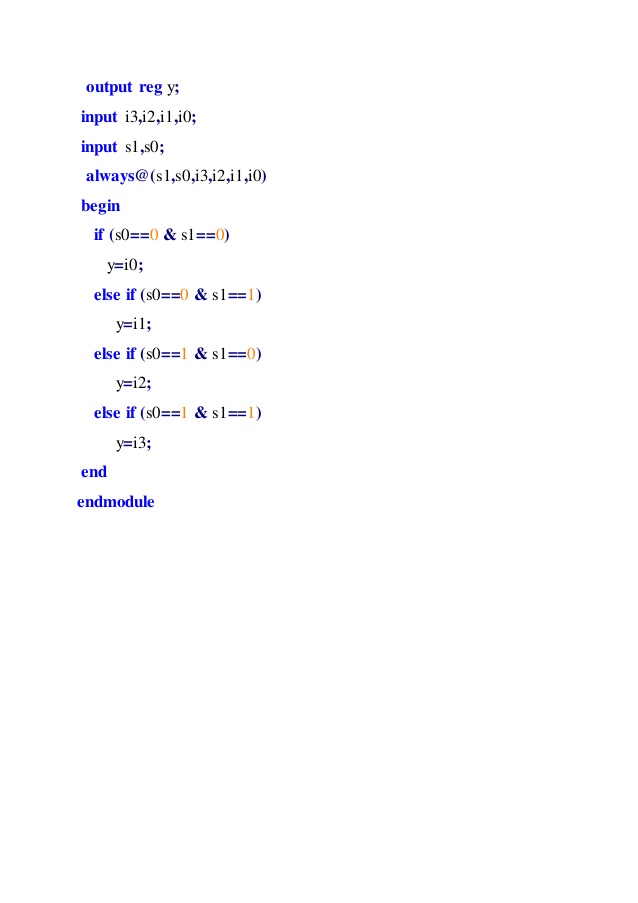 output reg y;
input i3,i2,i1,i0;
input s1,s0;
always@(s1,s0,i3,i2,i1,i0)
begin
if (s0==0 & s1==0)
y=i0;
else if (s0==0 & s1==1)
y=i1;
else if (s0==1 & s1==0)
y=i2;
else if (s0==1 & s1==1)
y=i3;
end
endmodule